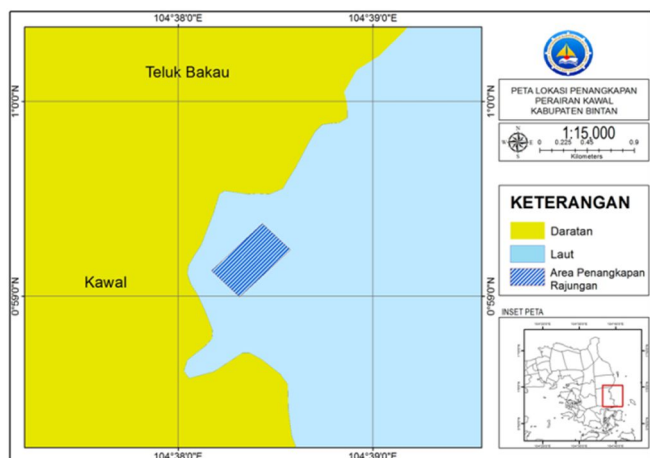 104°38'0"E
104°39'0"E
Teluk Bakau
Kawal
1°0'0"N
0°59'0"N
1°0'0"N
0°59'0"N
104°38'0"E
104°39'0"E
PETA LOKASI PENANGKAPAN
PERAIRAN KAWAL
KABUPATEN BINTAN
1:15,000
0 0.225 0.45 0.9
Kilometers
N
S
KETERANGAN
Daratan
Laut
Area Penangkapan
Rajungan
INSET PETA